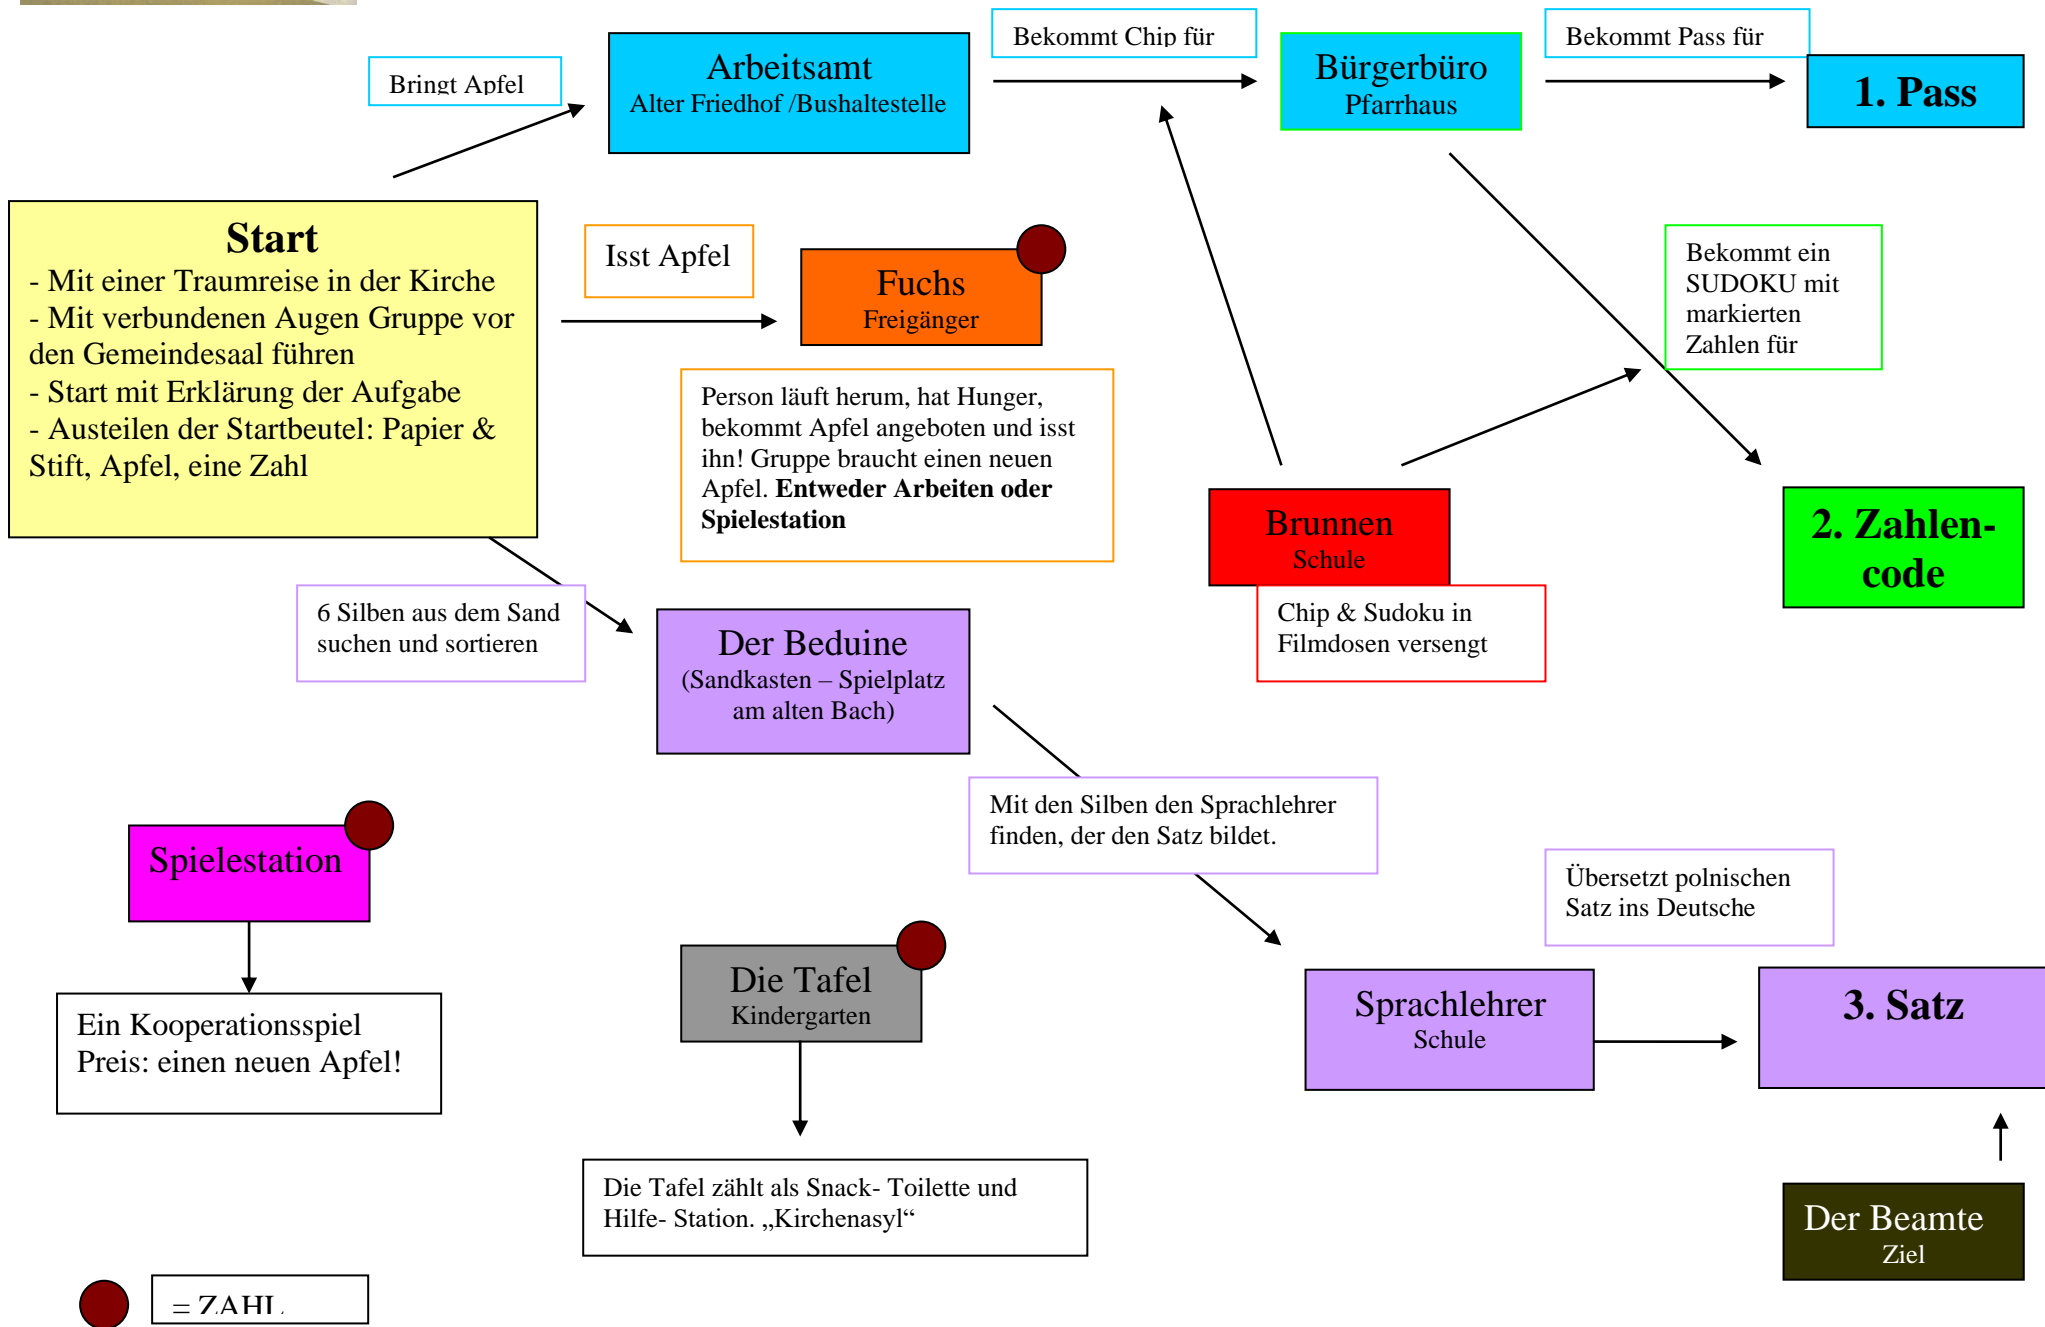 Bekommt Chip für
Bekommt Pass für
Bringt Apfel
Arbeitsamt
Alter Friedhof /Bushaltestelle
Bürgerbüro
Pfarrhaus
1. Pass
Start
- Mit einer Traumreise in der Kirche
- Mit verbundenen Augen Gruppe vor
den Gemeindesaal führen
- Start mit Erklärung der Aufgabe
- Austeilen der Startbeutel: Papier &
Stift, Apfel, eine Zahl
Isst Apfel
Fuchs
Freigänger
Bekommt ein
SUDOKU mit
markierten
Zahlen für
Person läuft herum, hat Hunger,
bekommt Apfel angeboten und isst
ihn! Gruppe braucht einen neuen
Apfel. Entweder Arbeiten oder
Spielestation
Brunnen
Schule
2. Zahlen-
code
Chip & Sudoku in
Filmdosen versengt
6 Silben aus dem Sand
suchen und sortieren
Der Beduine
(Sandkasten – Spielplatz
am alten Bach)
Mit den Silben den Sprachlehrer
finden, der den Satz bildet.
Spielestation
Übersetzt polnischen
Satz ins Deutsche
Die Tafel
Kindergarten
Sprachlehrer
Schule
3. Satz
Ein Kooperationsspiel
Preis: einen neuen Apfel!
Die Tafel zählt als Snack- Toilette und
Hilfe- Station. „Kirchenasyl“
Der Beamte
Ziel
= ZAHL